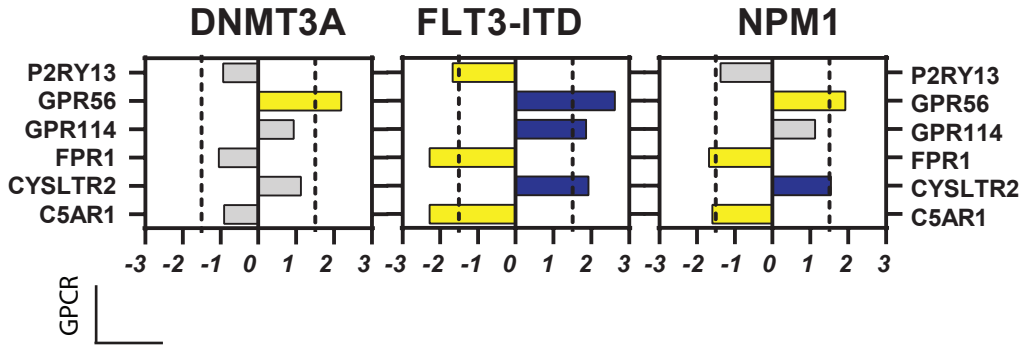 DNMT3A FLT3-ITD NPM1
P2RY13 P2RY13
GPR56 GPR56
GPR114 GPR114
FPR1 FPR1
CYSLTR2 CYSLTR2
C5AR1 C5AR1
-3 -2 -1 0 1 2 3 -3 -2 -1 0 1 2 3 -3 -2 -1 0 1 2 3
GPCR